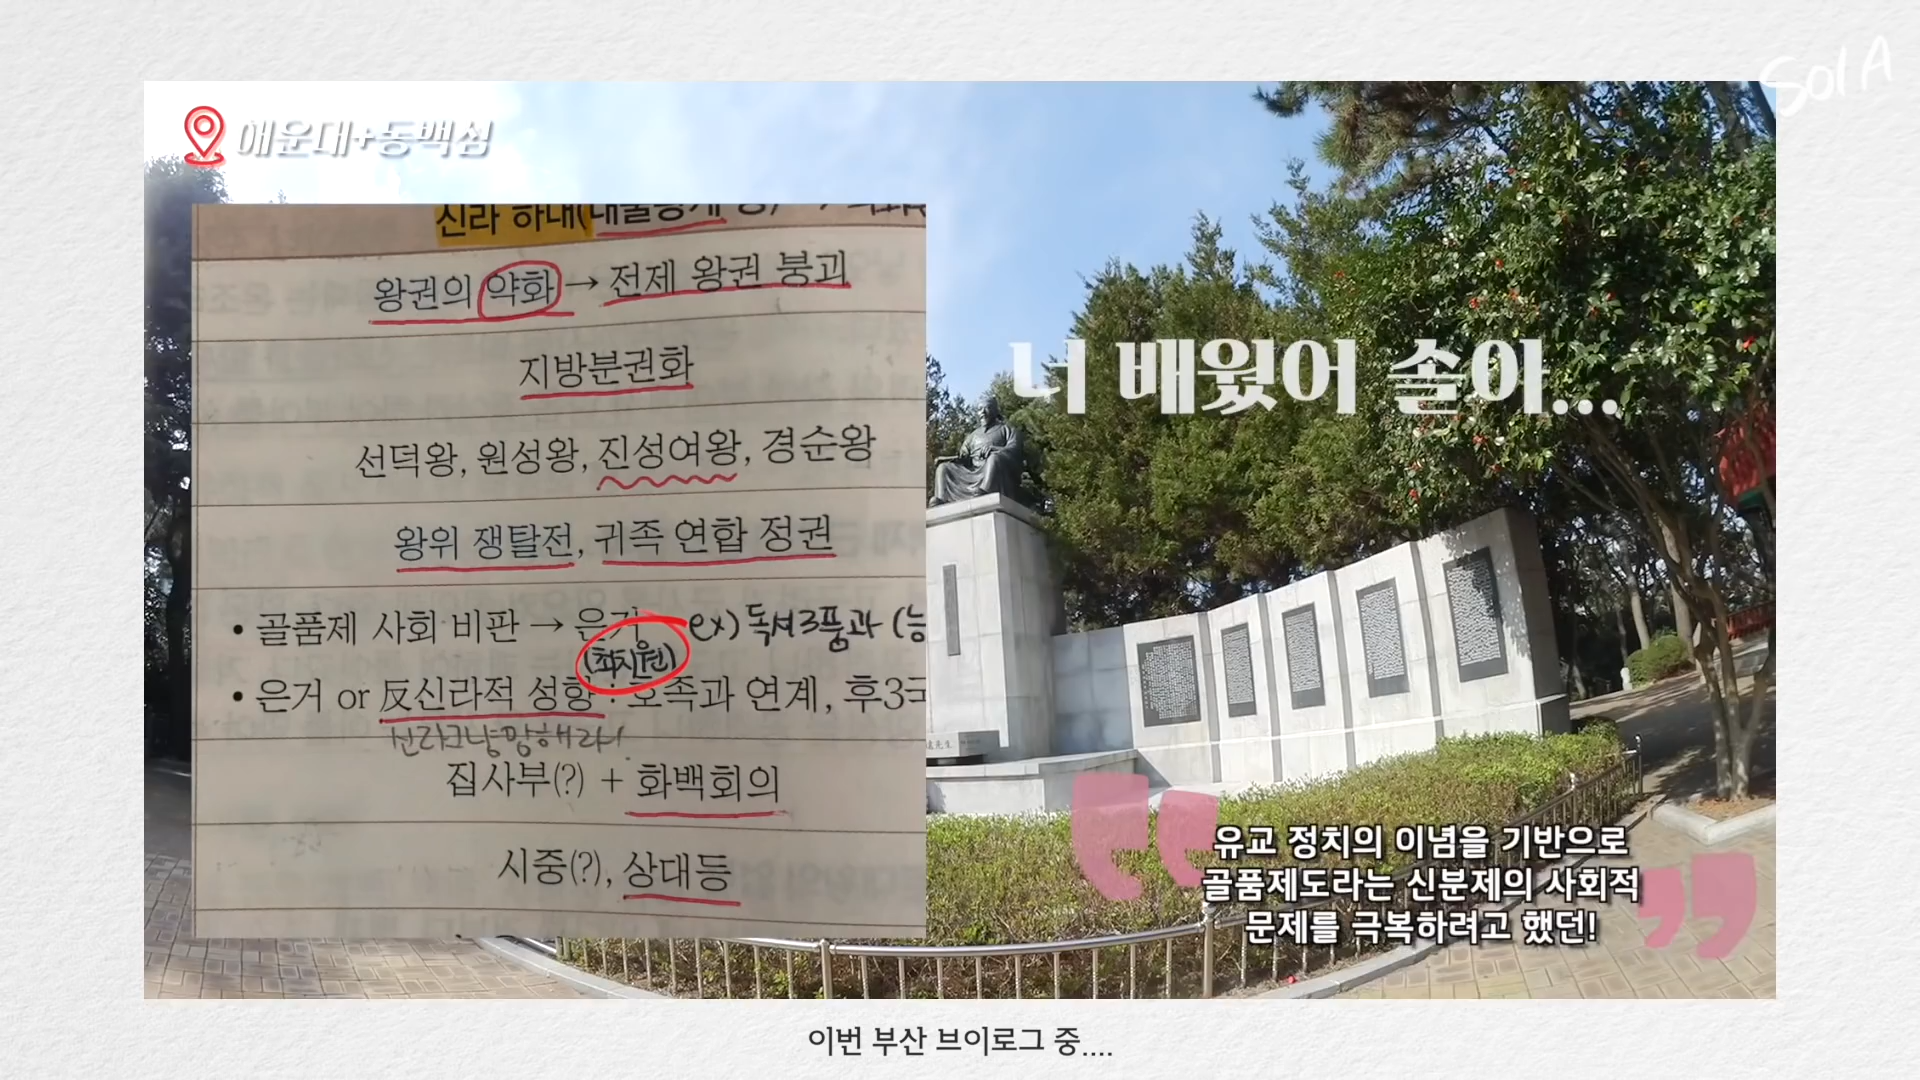 Sol A
해운대+동백섬
신라 하대(
왕권의 약화 → 전제 왕권 붕괴
지방분권화
선덕왕, 원성왕, 진성여왕, 경순왕
왕위 쟁탈전, 귀족 연합 정권
• 골품제 사회 비판 → 은거 ex) 독서3품과 (능
(최치원)
• 은거 or 反신라적 성향 : 호족과 연계, 후3국
신라그냥망해라!
집사부(?) + 화백회의
시중(?), 상대등
너 배웠어 솔아...
유교 정치의 이념을 기반으로
골품제도라는 신분제의 사회적
문제를 극복하려고 했던!
이번 부산 브이로그 중....